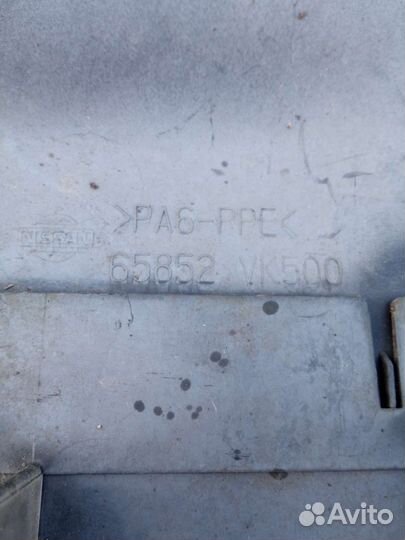 >PA6-PPE<
NISSAN
65852 VK500
Avito